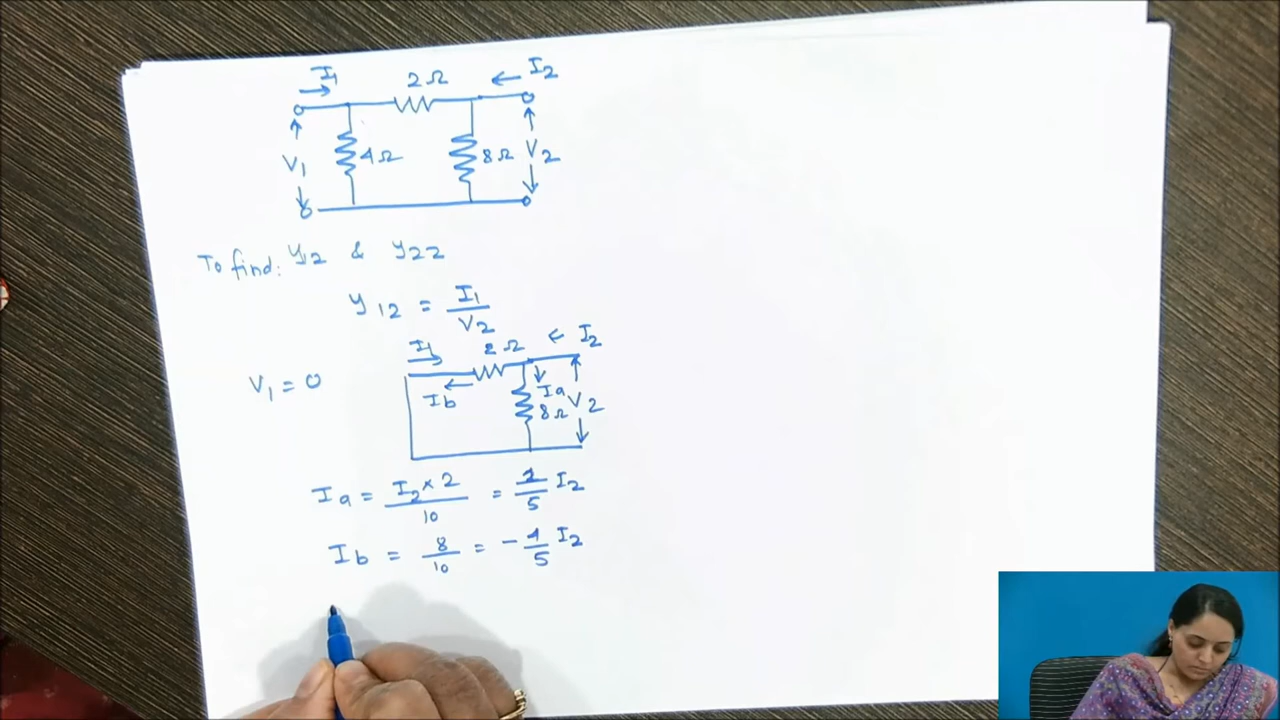 I1 2Ω I2
V1 4Ω 8Ω V2
To find: y12 & y22
y12 = I1/V2
I1 2Ω I2
V1 = 0 Ib Ia V2
8Ω
Ia = I2 × 2/10 = 1/5 I2
Ib = 8/10 = - 4/5 I2